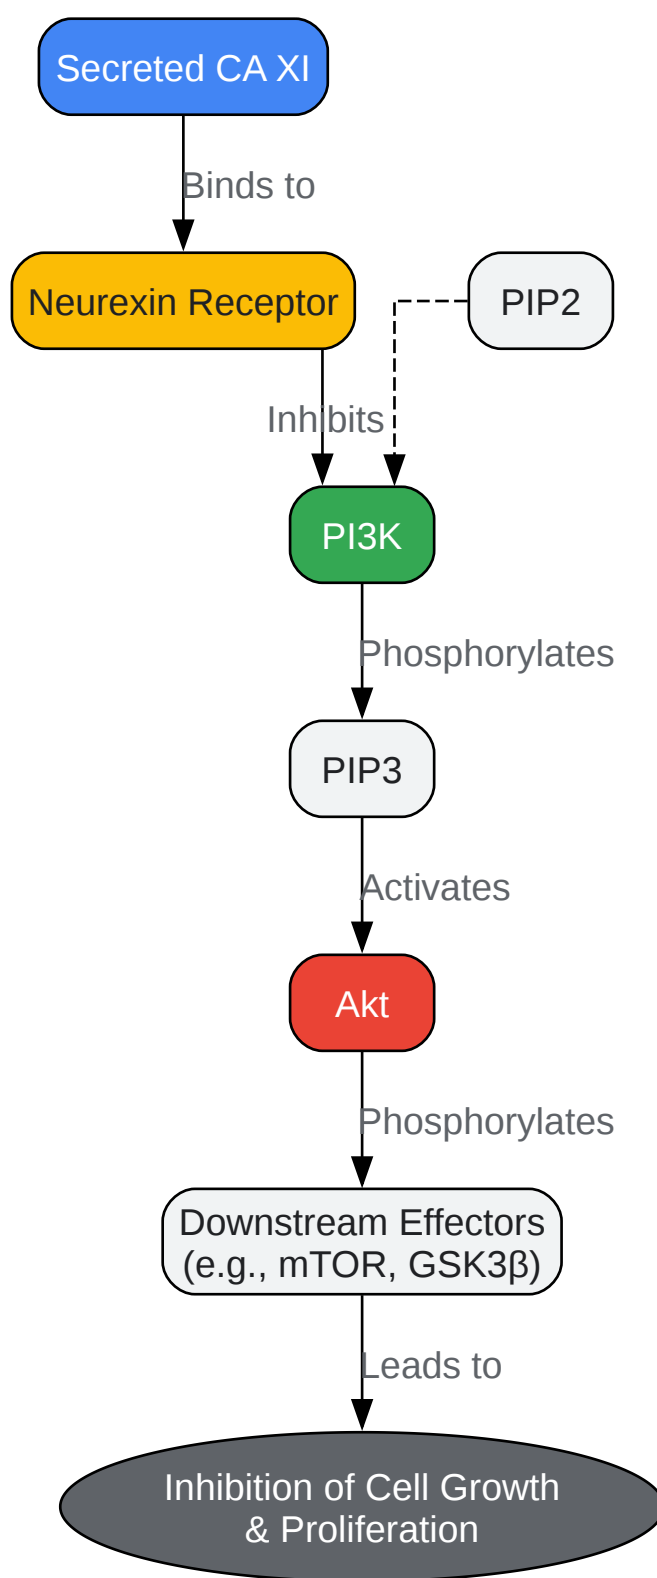 Secreted CA XI
Binds to
Neurexin Receptor
PIP2
Inhibits
PI3K
Phosphorylates
PIP3
Activates
Akt
Phosphorylates
Downstream Effectors
(e.g., mTOR, GSK3β)
Leads to
Inhibition of Cell Growth
& Proliferation